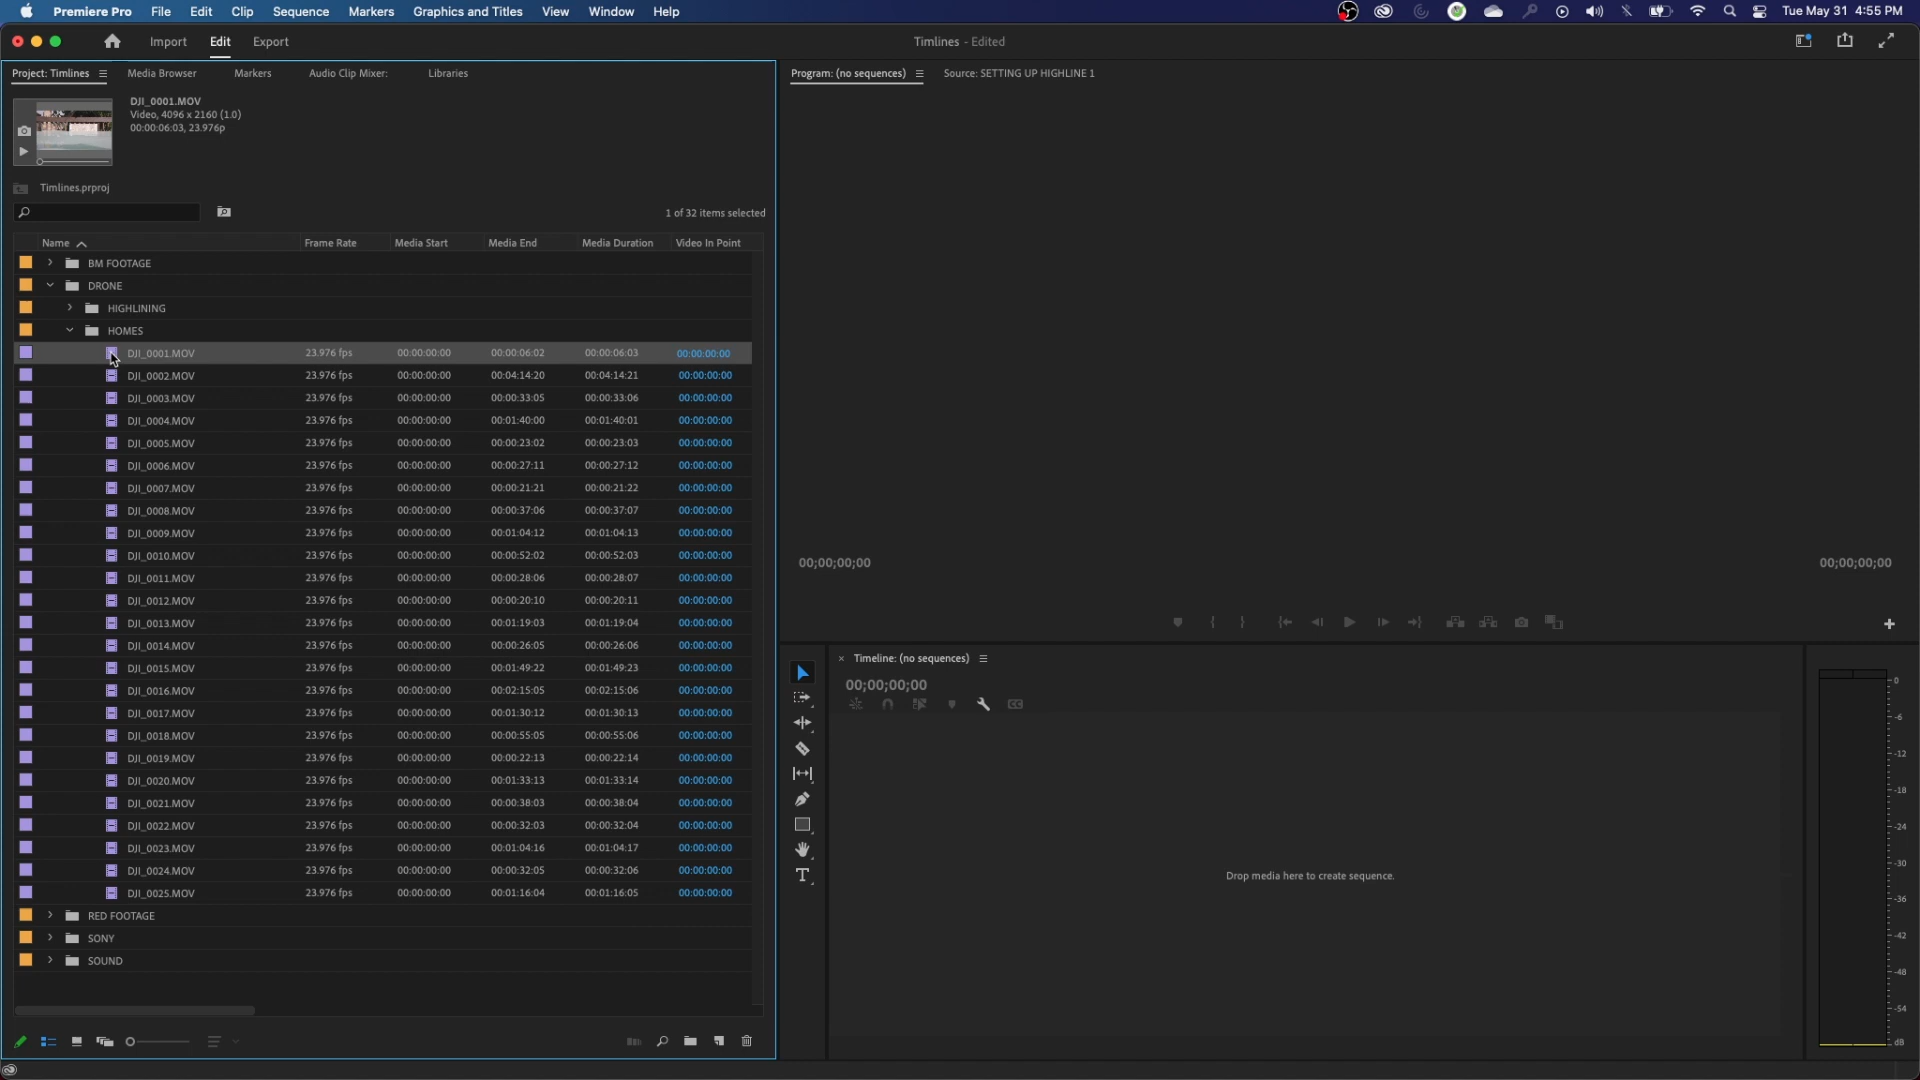 Premiere Pro File Edit Clip Sequence Markers Graphics and Titles View Window Help Tue May 31 4:55 PM
Import Edit Export Timlines - Edited
Project: Timlines Media Browser Markers Audio Clip Mixer: Libraries Program: (no sequences) Source: SETTING UP HIGHLINE 1
DJI_0001.MOV
Video, 4096 x 2160 (1.0)
00:00:06:03, 23.976p
Timlines.prproj
1 of 32 items selected
Name Frame Rate Media Start Media End Media Duration Video In Point
BM FOOTAGE
DRONE
HIGHLINING
HOMES
DJI_0001.MOV 23.976 fps 00:00:00:00 00:00:06:02 00:00:06:03 00:00:00:00
DJI_0002.MOV 23.976 fps 00:00:00:00 00:04:14:20 00:04:14:21 00:00:00:00
DJI_0003.MOV 23.976 fps 00:00:00:00 00:00:33:05 00:00:33:06 00:00:00:00
DJI_0004.MOV 23.976 fps 00:00:00:00 00:01:40:00 00:01:40:01 00:00:00:00
DJI_0005.MOV 23.976 fps 00:00:00:00 00:00:23:02 00:00:23:03 00:00:00:00
DJI_0006.MOV 23.976 fps 00:00:00:00 00:00:27:11 00:00:27:12 00:00:00:00
DJI_0007.MOV 23.976 fps 00:00:00:00 00:00:21:21 00:00:21:22 00:00:00:00
DJI_0008.MOV 23.976 fps 00:00:00:00 00:00:37:06 00:00:37:07 00:00:00:00
DJI_0009.MOV 23.976 fps 00:00:00:00 00:01:04:12 00:01:04:13 00:00:00:00
DJI_0010.MOV 23.976 fps 00:00:00:00 00:00:52:02 00:00:52:03 00:00:00:00
DJI_0011.MOV 23.976 fps 00:00:00:00 00:00:28:06 00:00:28:07 00:00:00:00
DJI_0012.MOV 23.976 fps 00:00:00:00 00:00:20:10 00:00:20:11 00:00:00:00
DJI_0013.MOV 23.976 fps 00:00:00:00 00:01:19:03 00:01:19:04 00:00:00:00
DJI_0014.MOV 23.976 fps 00:00:00:00 00:00:26:05 00:00:26:06 00:00:00:00
DJI_0015.MOV 23.976 fps 00:00:00:00 00:01:49:22 00:01:49:23 00:00:00:00
DJI_0016.MOV 23.976 fps 00:00:00:00 00:02:15:05 00:02:15:06 00:00:00:00
DJI_0017.MOV 23.976 fps 00:00:00:00 00:01:30:12 00:01:30:13 00:00:00:00
DJI_0018.MOV 23.976 fps 00:00:00:00 00:00:55:05 00:00:55:06 00:00:00:00
DJI_0019.MOV 23.976 fps 00:00:00:00 00:00:22:13 00:00:22:14 00:00:00:00
DJI_0020.MOV 23.976 fps 00:00:00:00 00:01:33:13 00:01:33:14 00:00:00:00
DJI_0021.MOV 23.976 fps 00:00:00:00 00:00:38:03 00:00:38:04 00:00:00:00
DJI_0022.MOV 23.976 fps 00:00:00:00 00:00:32:03 00:00:32:04 00:00:00:00
DJI_0023.MOV 23.976 fps 00:00:00:00 00:01:04:16 00:01:04:17 00:00:00:00
DJI_0024.MOV 23.976 fps 00:00:00:00 00:00:32:05 00:00:32:06 00:00:00:00
DJI_0025.MOV 23.976 fps 00:00:00:00 00:01:16:04 00:01:16:05 00:00:00:00
RED FOOTAGE
SONY
SOUND
00;00;00;00 00;00;00;00
Timeline: (no sequences)
00;00;00;00
CC
T
Drop media here to create sequence.
0
-6
-12
-18
-24
-30
-36
-42
-48
-54
dB